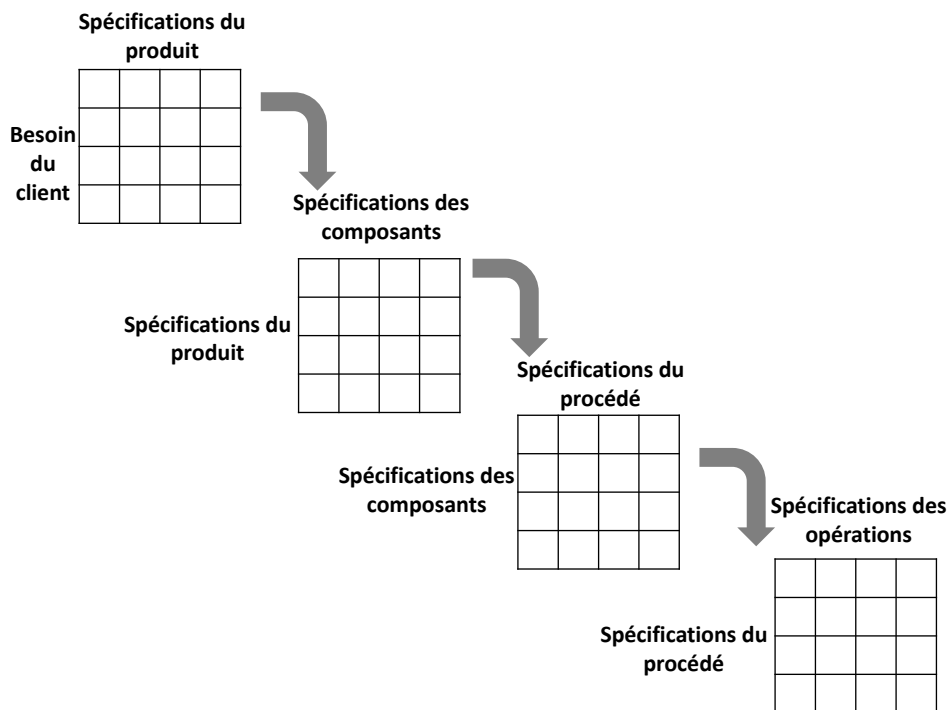 Spécifications du
produit
Besoin
du
client
Spécifications des
composants
Spécifications du
produit
Spécifications du
procédé
Spécifications des
composants
Spécifications des
opérations
Spécifications du
procédé